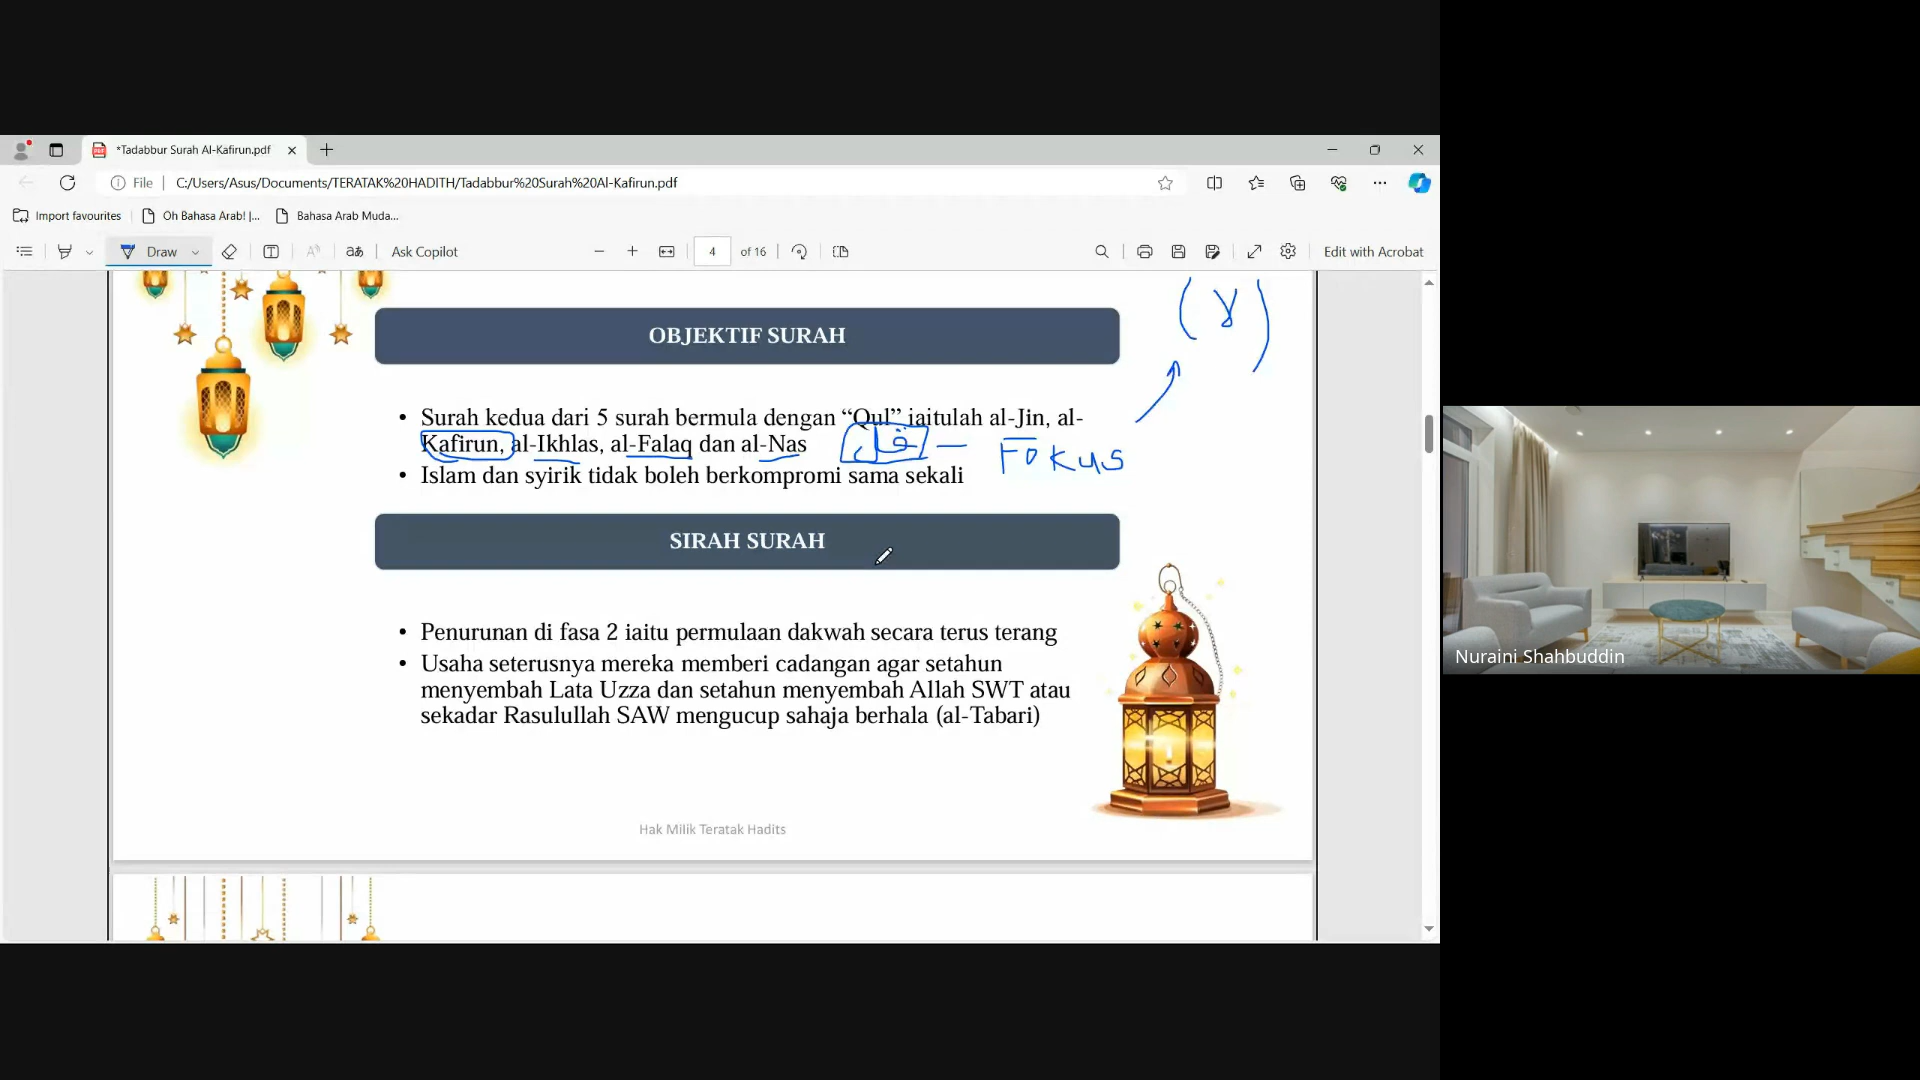 *Tadabbur Surah Al-Kafirun.pdf
File
C:/Users/Asus/Documents/TERATAK%20HADITH/Tadabbur%20Surah%20Al-Kafirun.pdf
Import favourites
Oh Bahasa Arab! |...
Bahasa Arab Muda...
Draw
aあ
Ask Copilot
4
of 16
Edit with Acrobat
OBJEKTIF SURAH
• Surah kedua dari 5 surah bermula dengan “Qul” iaitulah al-Jin, al-
Kafirun, al-Ikhlas, al-Falaq dan al-Nas
قل — Fokus
• Islam dan syirik tidak boleh berkompromi sama sekali
SIRAH SURAH
• Penurunan di fasa 2 iaitu permulaan dakwah secara terus terang
• Usaha seterusnya mereka memberi cadangan agar setahun
menyembah Lata Uzza dan setahun menyembah Allah SWT atau
sekadar Rasulullah SAW mengucup sahaja berhala (al-Tabari)
Hak Milik Teratak Hadits
Nuraini Shahbuddin